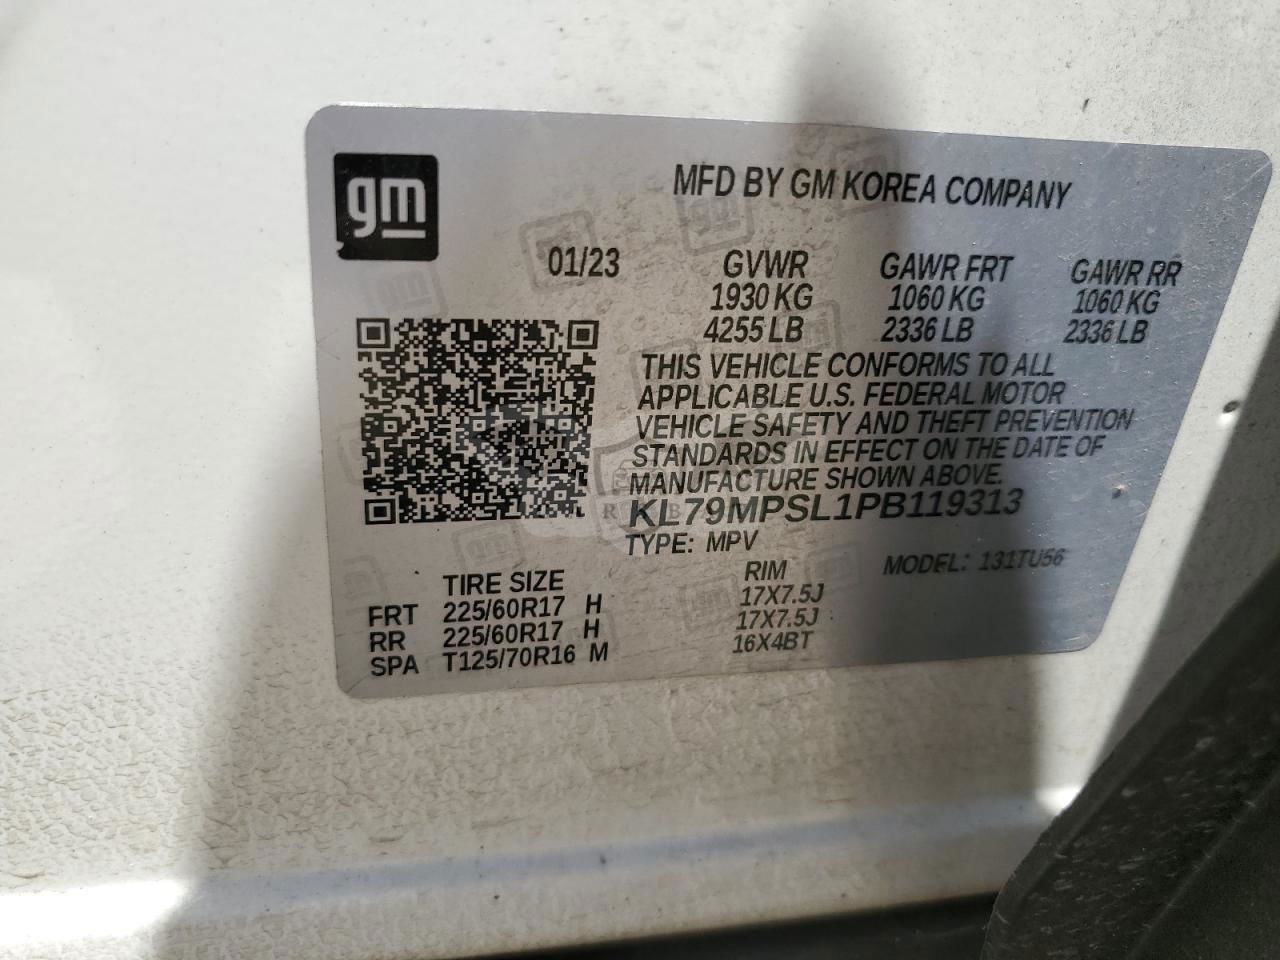 gm
MFD BY GM KOREA COMPANY
01/23 GVWR GAWR FRT GAWR RR
1930 KG 1060 KG 1060 KG
4255 LB 2336 LB 2336 LB
THIS VEHICLE CONFORMS TO ALL
APPLICABLE U.S. FEDERAL MOTOR
VEHICLE SAFETY AND THEFT PREVENTION
STANDARDS IN EFFECT ON THE DATE OF
MANUFACTURE SHOWN ABOVE.
KL79MPSL1PB119313
TYPE: MPV
MODEL: 131TU56
TIRE SIZE RIM
FRT 225/60R17 H 17X7.5J
RR 225/60R17 H 17X7.5J
SPA T125/70R16 M 16X4BT